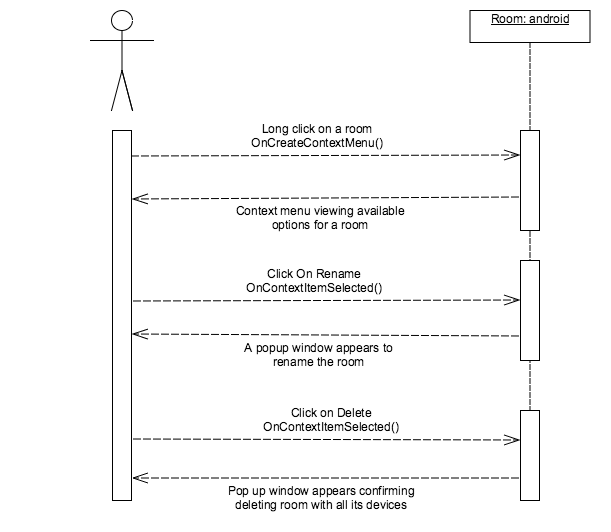 Room: android
Long click on a room
OnCreateContextMenu()
Context menu viewing available
options for a room
Click On Rename
OnContextItemSelected()
A popup window appears to
rename the room
Click on Delete
OnContextItemSelected()
Pop up window appears confirming
deleting room with all its devices